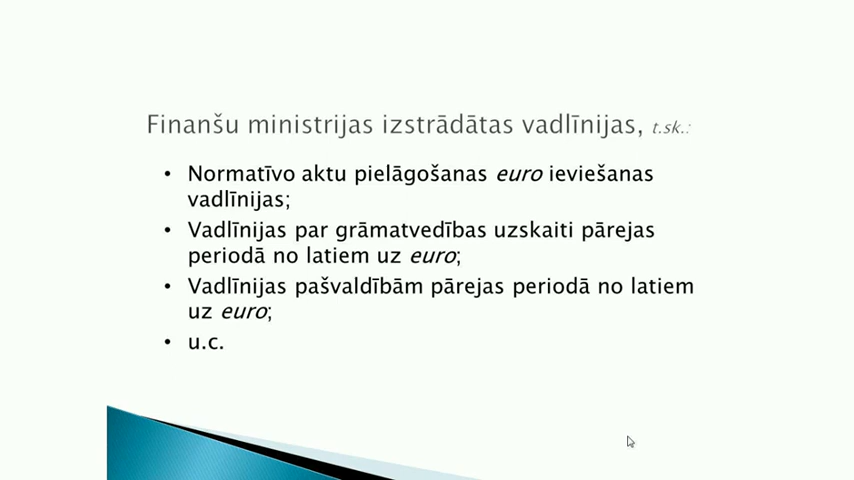 Finanšu ministrijas izstrādātas vadlīnijas, t.sk.:
• Normatīvo aktu pielāgošanas euro ieviešanas
vadlīnijas;
• Vadlīnijas par grāmatvedības uzskaiti pārejas
periodā no latiem uz euro;
• Vadlīnijas pašvaldībām pārejas periodā no latiem
uz euro;
• u.c.